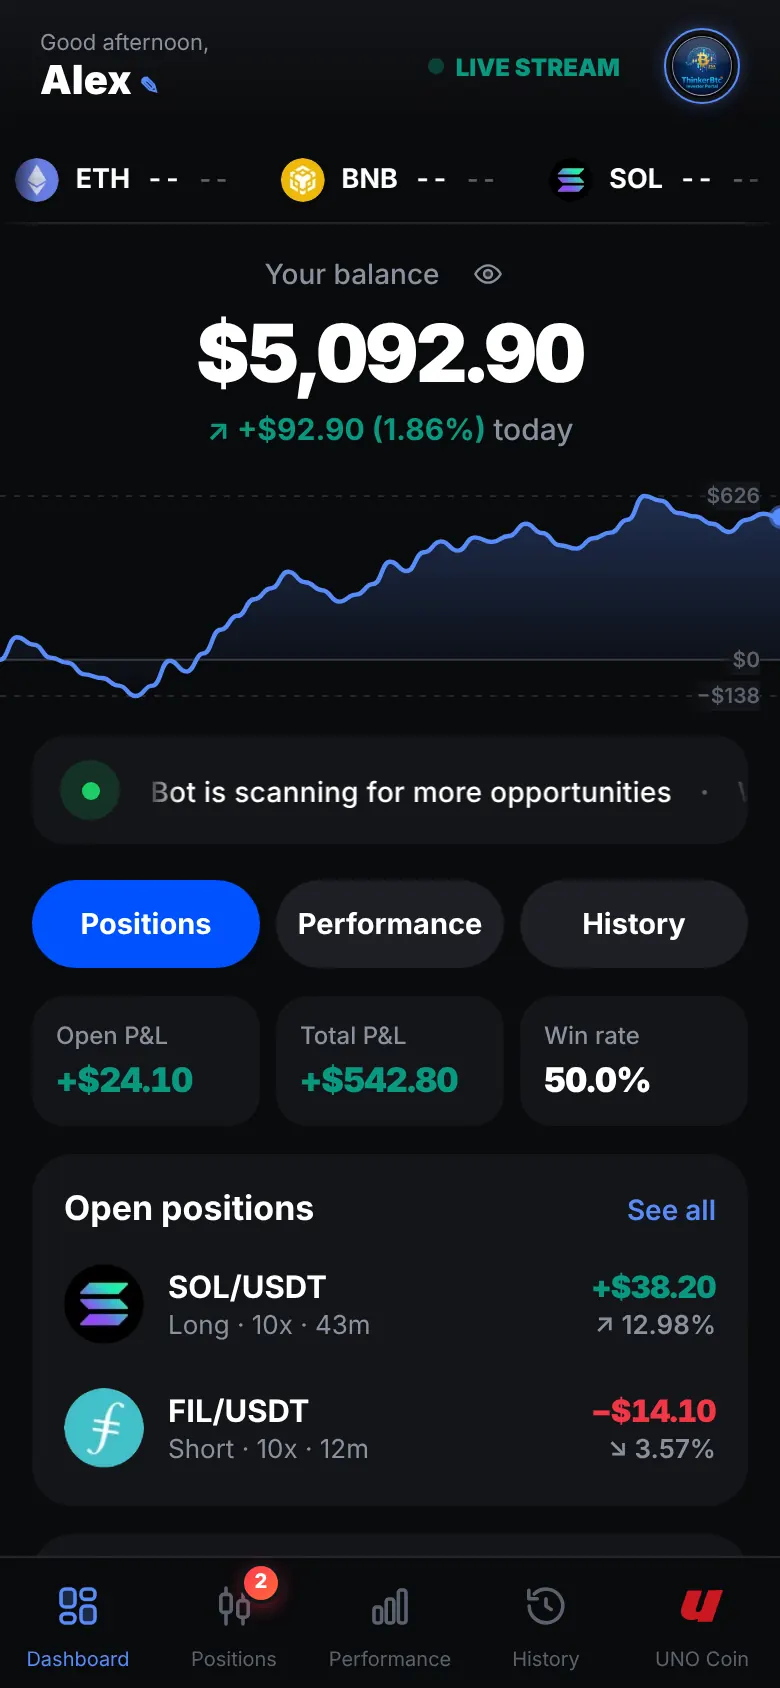 Good afternoon,
Alex
LIVE STREAM
ThinkerBtc
Investor Portal
ETH -- --
BNB -- --
SOL -- --
Your balance
$5,092.90
+$92.90 (1.86%) today
$626
$0
−$138
Bot is scanning for more opportunities ·
Positions
Performance
History
Open P&L
+$24.10
Total P&L
+$542.80
Win rate
50.0%
Open positions
See all
SOL/USDT
+$38.20
Long · 10x · 43m
12.98%
FIL/USDT
−$14.10
Short · 10x · 12m
3.57%
2
Dashboard
Positions
Performance
History
UNO Coin